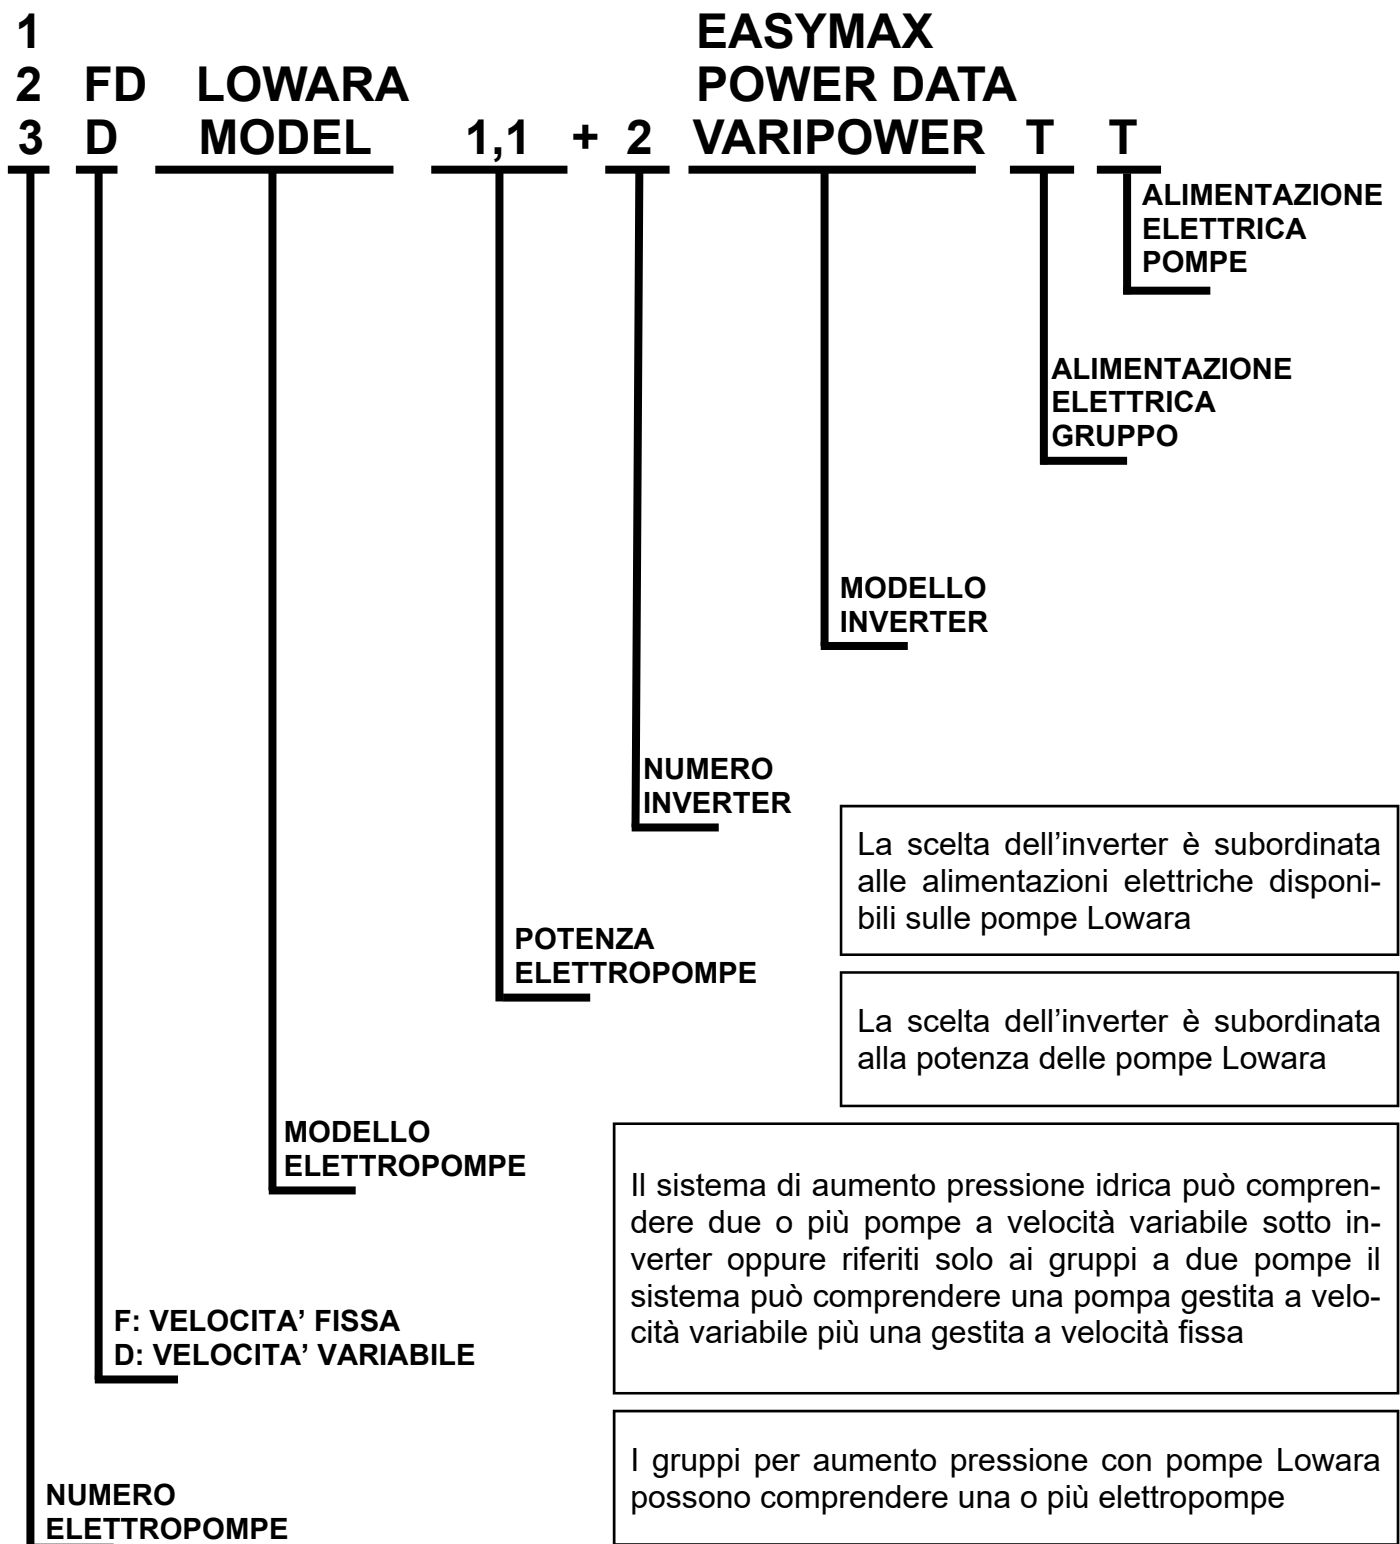 1 EASYMAX
2 FD LOWARA POWER DATA
3 D MODEL 1,1 + 2 VARIPOWER T T
ALIMENTAZIONE
ELETTRICA
POMPE
ALIMENTAZIONE
ELETTRICA
GRUPPO
MODELLO
INVERTER
NUMERO
INVERTER
La scelta dell’inverter è subordinata
alle alimentazioni elettriche disponi-
bili sulle pompe Lowara
POTENZA
ELETTROPOMPE
La scelta dell’inverter è subordinata
alla potenza delle pompe Lowara
MODELLO
ELETTROPOMPE
Il sistema di aumento pressione idrica può compren-
dere due o più pompe a velocità variabile sotto in-
verter oppure riferiti solo ai gruppi a due pompe il
sistema può comprendere una pompa gestita a velo-
cità variabile più una gestita a velocità fissa
F: VELOCITA’ FISSA
D: VELOCITA’ VARIABILE
I gruppi per aumento pressione con pompe Lowara
possono comprendere una o più elettropompe
NUMERO
ELETTROPOMPE